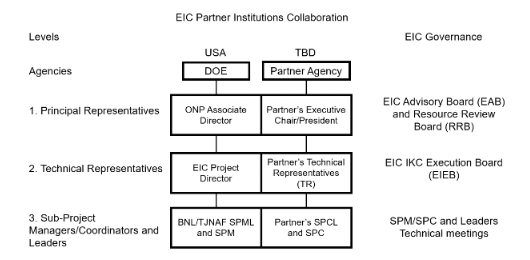 EIC Partner Institutions Collaboration
Levels
EIC Governance
USA
TBD
Agencies
DOE
Partner Agency
1. Principal Representatives
ONP Associate
Director
Partner's Executive
Chair/President
EIC Advisory Board (EAB)
and Resource Review
Board (RRB)
2. Technical Representatives
EIC Project
Director
Partner's Technical
Representatives
(TR)
EIC IKC Execution Board
(EIEB)
3. Sub-Project
Managers/Coordinators and
Leaders
BNL/TJNAF SPML
and SPM
Partner's SPCL
and SPC
SPM/SPC and Leaders
Technical meetings